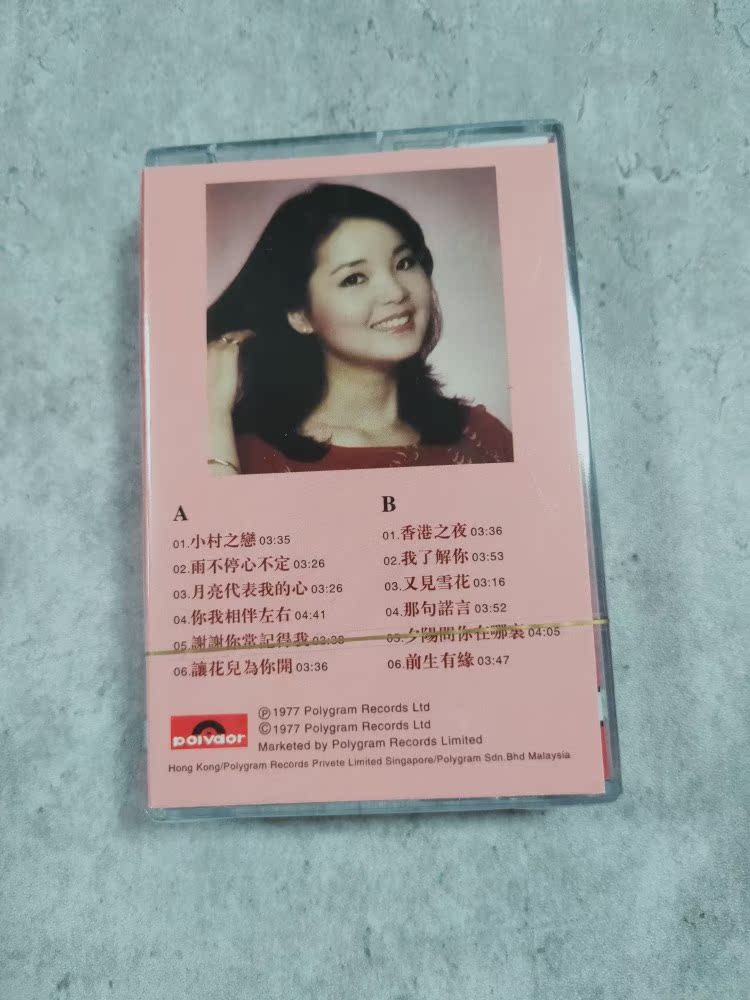 A
01.小村之戀 03:35
02.雨不停心不定 03:26
03.月亮代表我的心 03:26
04.你我相伴左右 04:41
05.謝謝你常記得我 03:38
06.讓花兒為你開 03:36
B
01.香港之夜 03:36
02.我了解你 03:53
03.又見雪花 03:16
04.那句諾言 03:52
05.夕陽問你在哪裏 04:05
06.前生有緣 03:47
polydor
Ⓟ1977 Polygram Records Ltd
©1977 Polygram Records Ltd
Marketed by Polygram Records Limited
Hong Kong/Polygram Records Privete Limited Singapore/Polygram Sdn.Bhd Malaysia